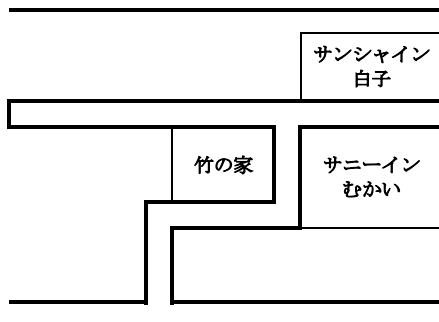 サンシャイン
白子
竹の家
サニーイン
むかい